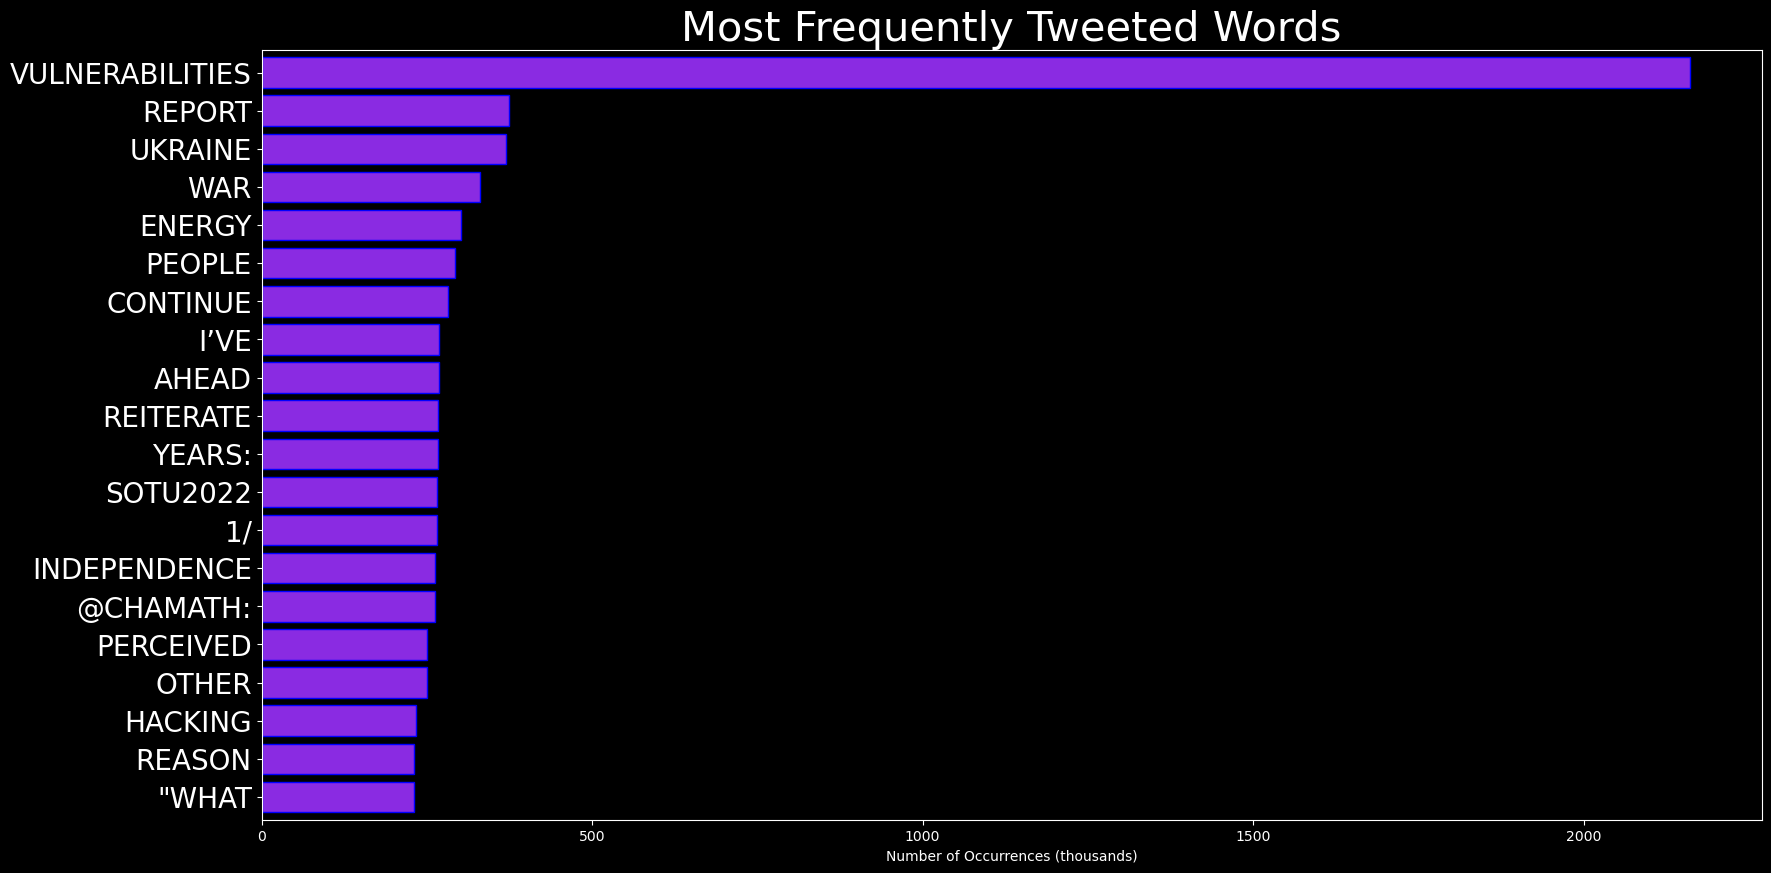 Most Frequently Tweeted Words
VULNERABILITIES
REPORT
UKRAINE
WAR
ENERGY
PEOPLE
CONTINUE
I’VE
AHEAD
REITERATE
YEARS:
SOTU2022
1/
INDEPENDENCE
@CHAMATH:
PERCEIVED
OTHER
HACKING
REASON
"WHAT
0 500 1000 1500 2000
Number of Occurrences (thousands)